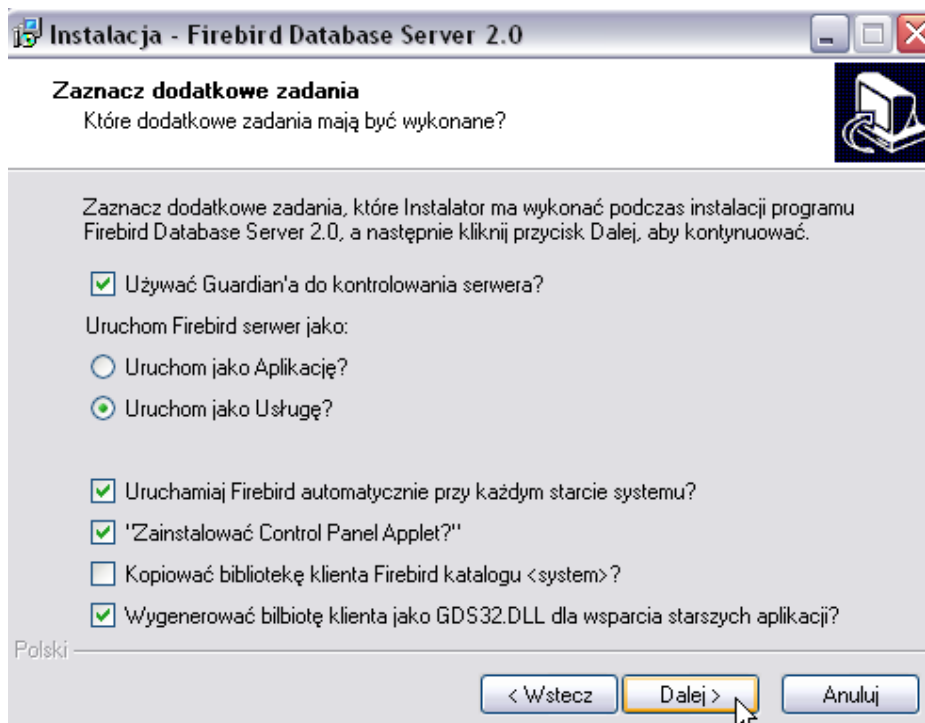 Instalacja - Firebird Database Server 2.0
Zaznacz dodatkowe zadania
Które dodatkowe zadania mają być wykonane?
Zaznacz dodatkowe zadania, które Instalator ma wykonać podczas instalacji programu
Firebird Database Server 2.0, a następnie kliknij przycisk Dalej, aby kontynuować.
Używać Guardian'a do kontrolowania serwera?
Uruchom Firebird serwer jako:
Uruchom jako Aplikację?
Uruchom jako Usługę?
Uruchamiaj Firebird automatycznie przy każdym starcie systemu?
"Zainstalować Control Panel Applet?"
Kopiować bibliotekę klienta Firebird katalogu <system>?
Wygenerować bilbiotę klienta jako GDS32.DLL dla wsparcia starszych aplikacji?
Polski
< Wstecz Dalej > Anuluj